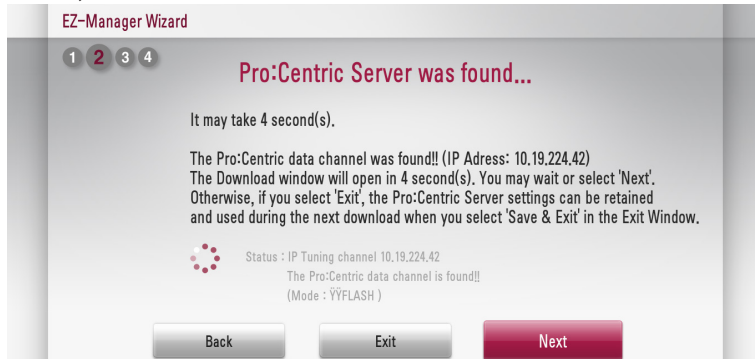 EZ-Manager Wizard
1 2 3 4
Pro:Centric Server was found...
It may take 4 second(s).
The Pro:Centric data channel was found!! (IP Adress: 10.19.224.42)
The Download window will open in 4 second(s). You may wait or select 'Next'.
Otherwise, if you select 'Exit', the Pro:Centric Server settings can be retained
and used during the next download when you select 'Save & Exit' in the Exit Window.
Status : IP Tuning channel 10.19.224.42
The Pro:Centric data channel is found!!
(Mode : ŸŸFLASH )
Back Exit Next